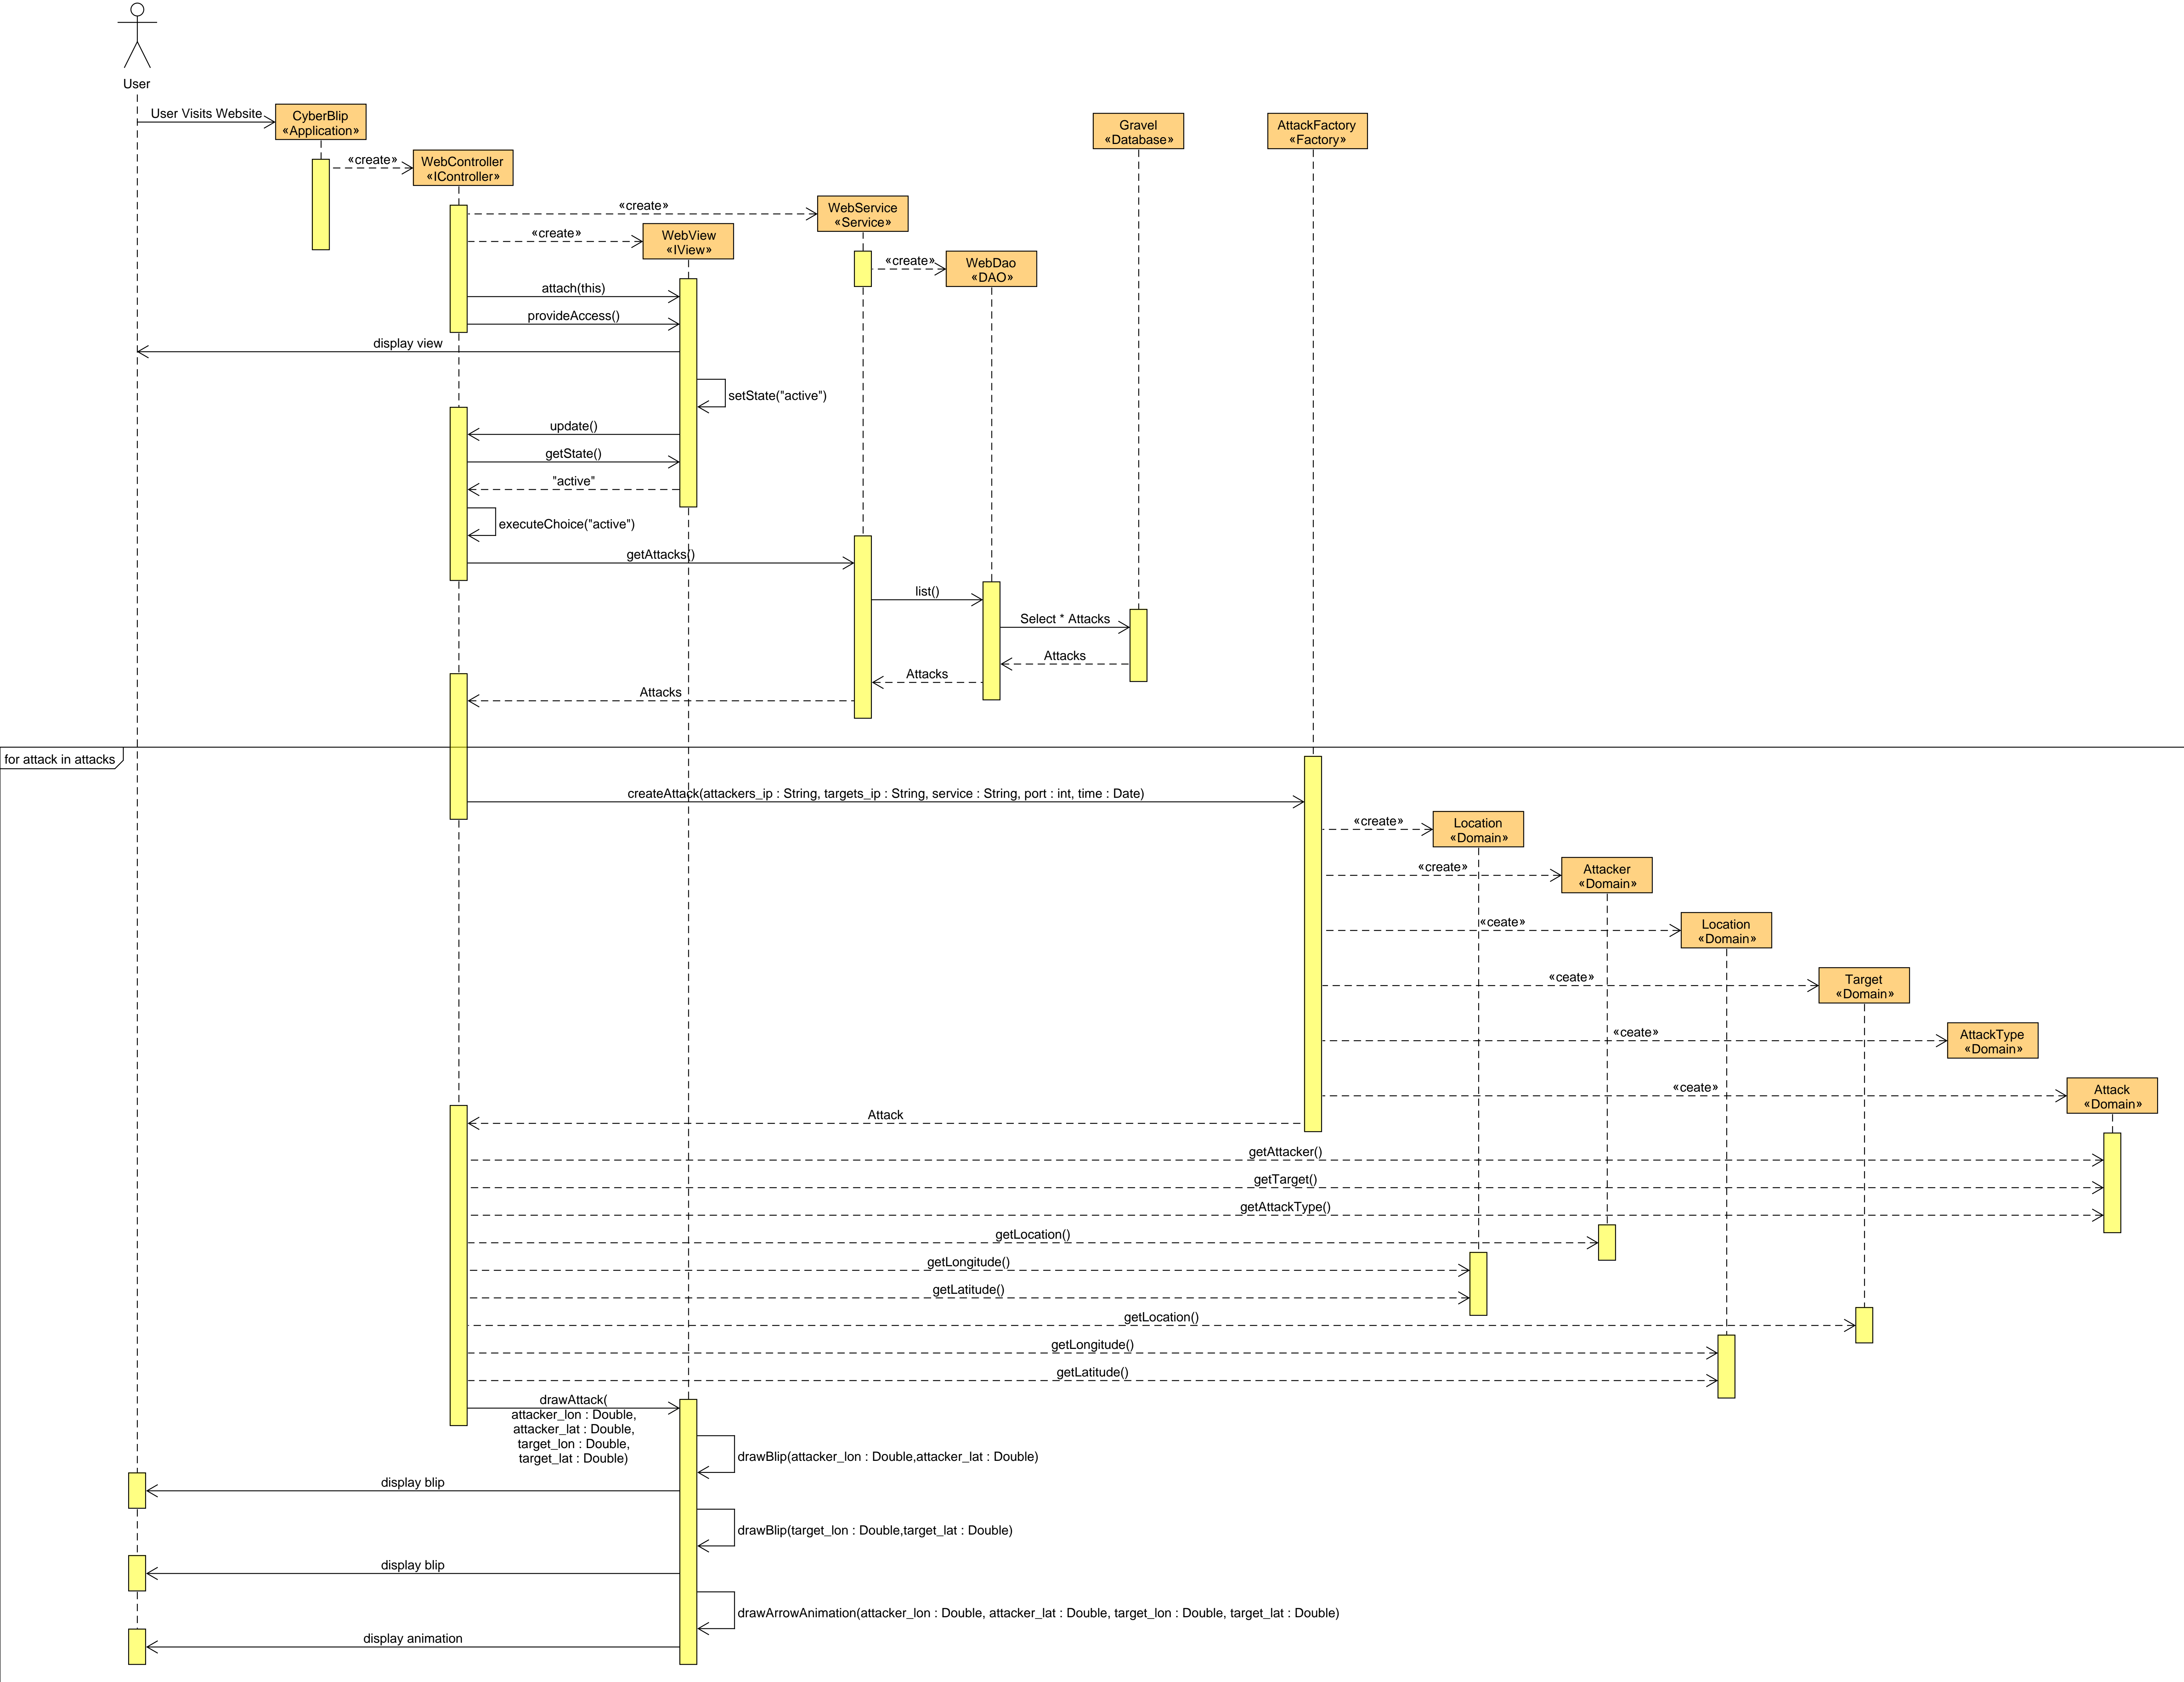 User
User Visits Website
CyberBlip
«Application»
Gravel
«Database»
AttackFactory
«Factory»
«create»
WebController
«IController»
«create»
WebService
«Service»
«create»
WebView
«IView»
«create»
WebDao
«DAO»
attach(this)
provideAccess()
display view
setState("active")
update()
getState()
"active"
executeChoice("active")
getAttacks()
list()
Select * Attacks
Attacks
Attacks
Attacks
for attack in attacks
createAttack(attackers_ip : String, targets_ip : String, service : String, port : int, time : Date)
«create»
Location
«Domain»
«create»
Attacker
«Domain»
«ceate»
Location
«Domain»
«ceate»
Target
«Domain»
«ceate»
AttackType
«Domain»
«ceate»
Attack
«Domain»
Attack
getAttacker()
getTarget()
getAttackType()
getLocation()
getLongitude()
getLatitude()
getLocation()
getLongitude()
getLatitude()
drawAttack(
attacker_lon : Double,
attacker_lat : Double,
target_lon : Double,
target_lat : Double)
drawBlip(attacker_lon : Double,attacker_lat : Double)
display blip
drawBlip(target_lon : Double,target_lat : Double)
display blip
drawArrowAnimation(attacker_lon : Double, attacker_lat : Double, target_lon : Double, target_lat : Double)
display animation